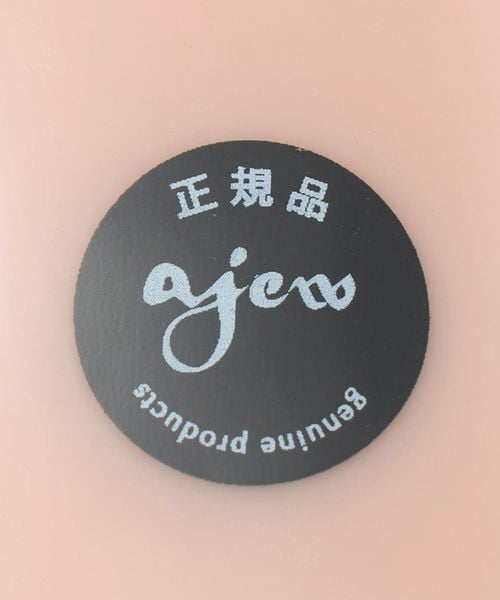 正規品
ajew
genuine products